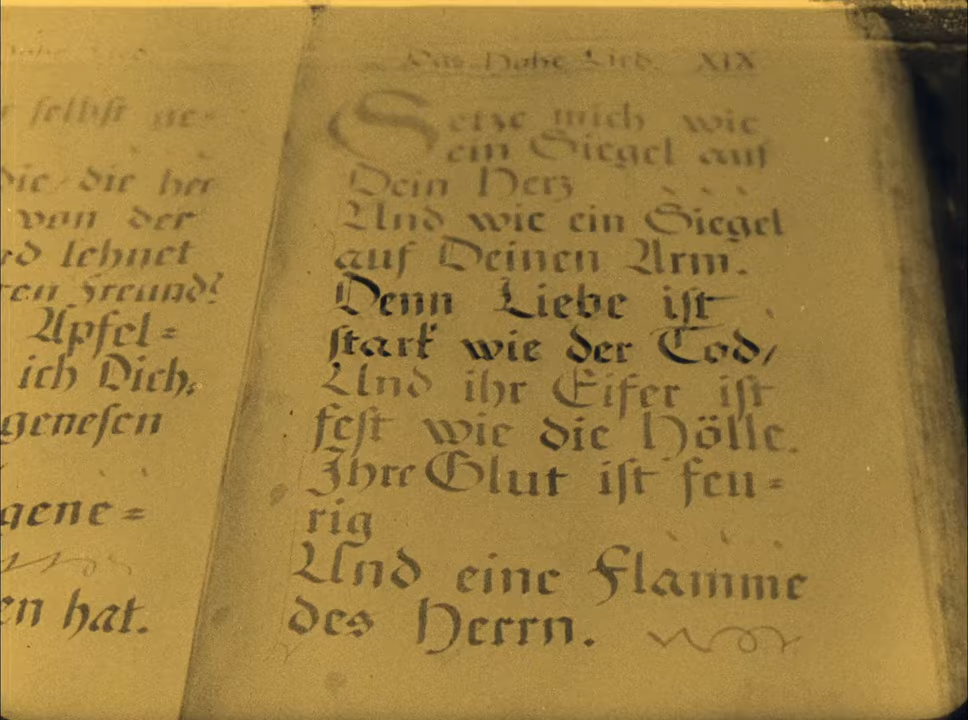 r selbst ge-
die, die her
von der
rd lehnet
ren Freund?
Apfel=
ich Dich,
genesen
gene=
en hat.
Das Hohe Lied. XIX
Setze mich wie
ein Siegel auf
Dein Herz
Und wie ein Siegel
auf Deinen Arm.
Denn Liebe ist
stark wie der Tod,
Und ihr Eifer ist
fest wie die Hölle.
Ihre Glut ist feu=
rig
Und eine Flamme
des Herrn.